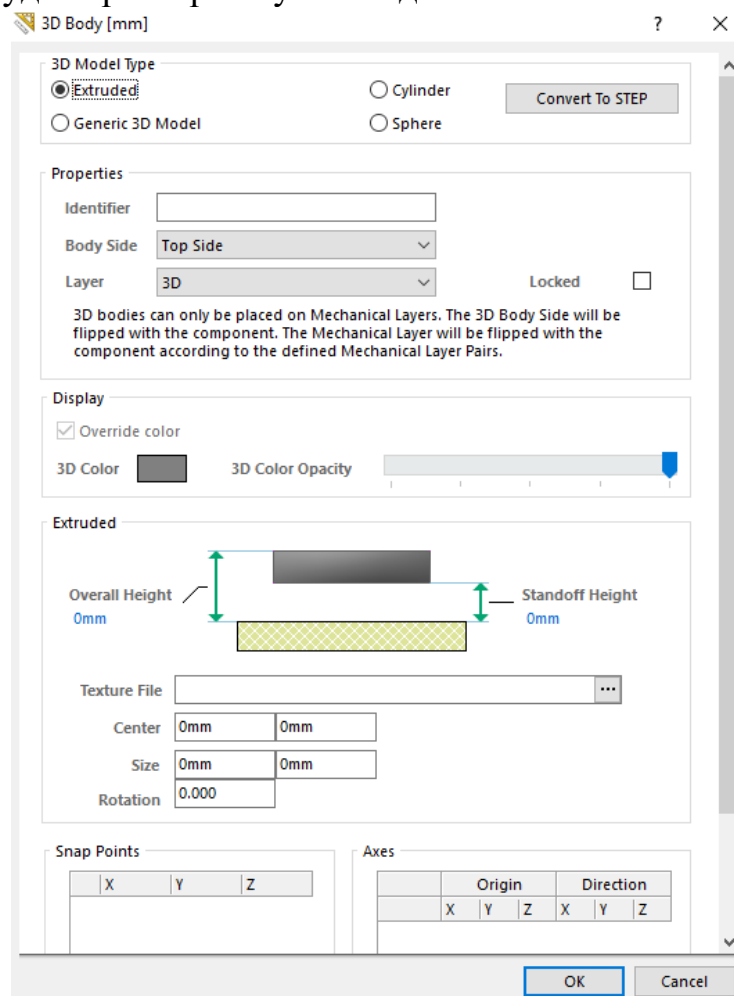 3D Body [mm]
?
3D Model Type
Extruded
Cylinder
Convert To STEP
Generic 3D Model
Sphere
Properties
Identifier
Body Side
Top Side
Layer
3D
Locked
3D bodies can only be placed on Mechanical Layers. The 3D Body Side will be
flipped with the component. The Mechanical Layer will be flipped with the
component according to the defined Mechanical Layer Pairs.
Display
Override color
3D Color
3D Color Opacity
Extruded
Overall Height
0mm
Standoff Height
0mm
Texture File
...
Center
0mm
0mm
Size
0mm
0mm
Rotation
0.000
Snap Points
X Y Z
Axes
Origin Direction
X Y Z X Y Z
OK
Cancel